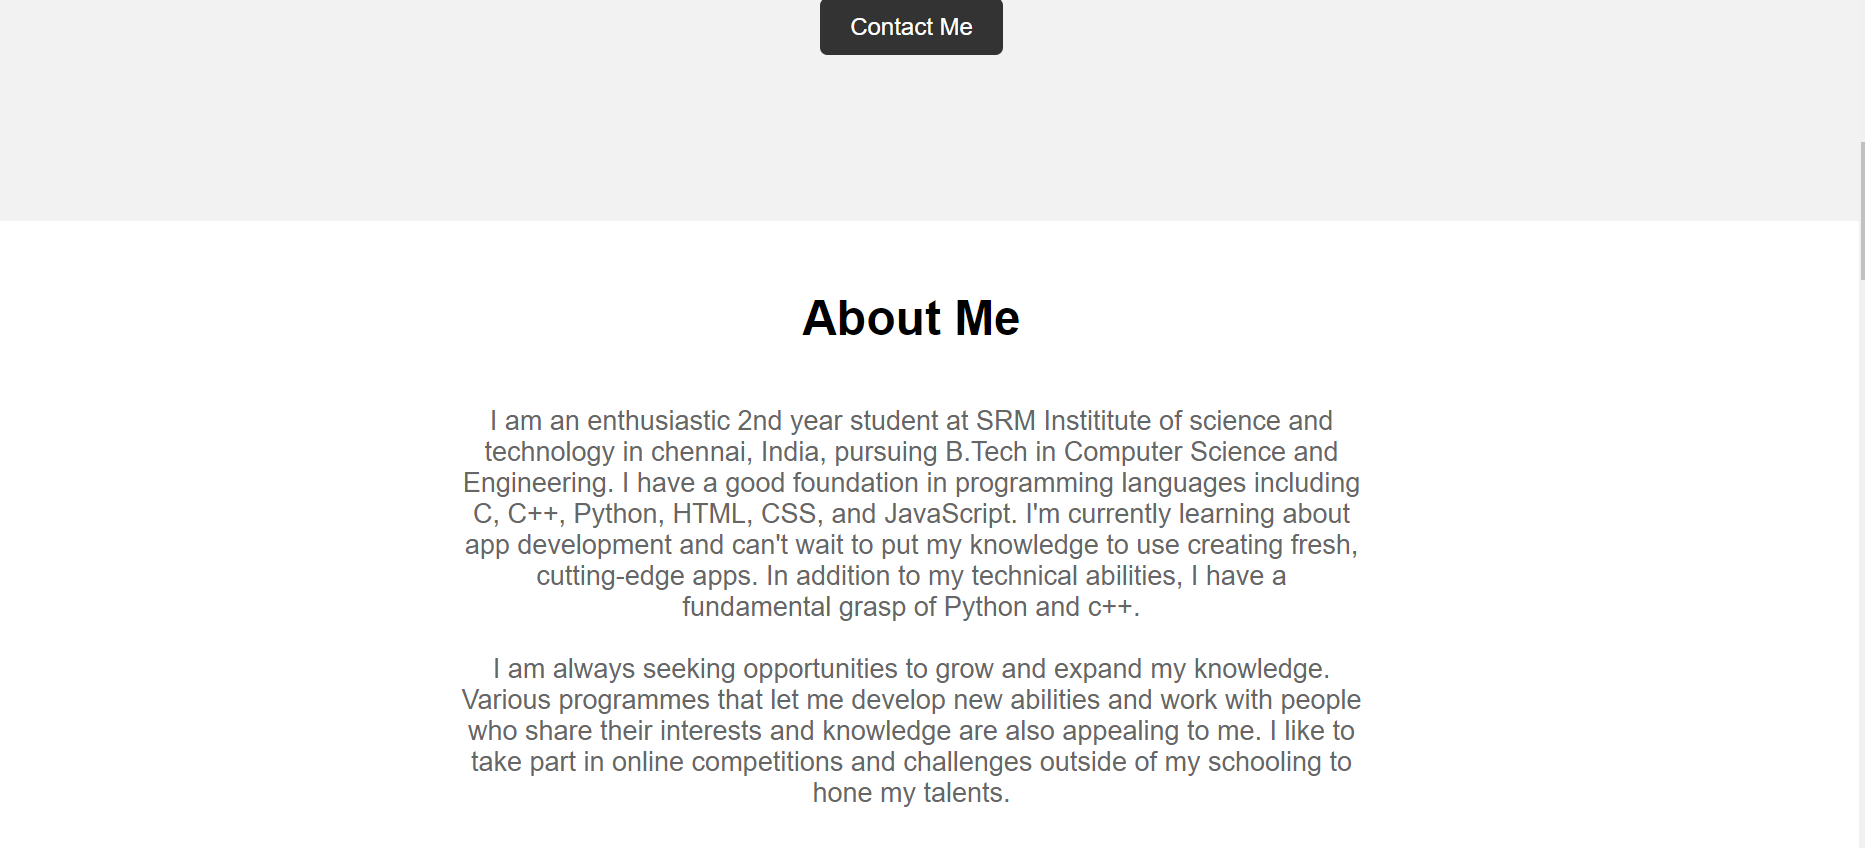 Contact Me
About Me
I am an enthusiastic 2nd year student at SRM Instititute of science and
technology in chennai, India, pursuing B.Tech in Computer Science and
Engineering. I have a good foundation in programming languages including
C, C++, Python, HTML, CSS, and JavaScript. I'm currently learning about
app development and can't wait to put my knowledge to use creating fresh,
cutting-edge apps. In addition to my technical abilities, I have a
fundamental grasp of Python and c++.
I am always seeking opportunities to grow and expand my knowledge.
Various programmes that let me develop new abilities and work with people
who share their interests and knowledge are also appealing to me. I like to
take part in online competitions and challenges outside of my schooling to
hone my talents.